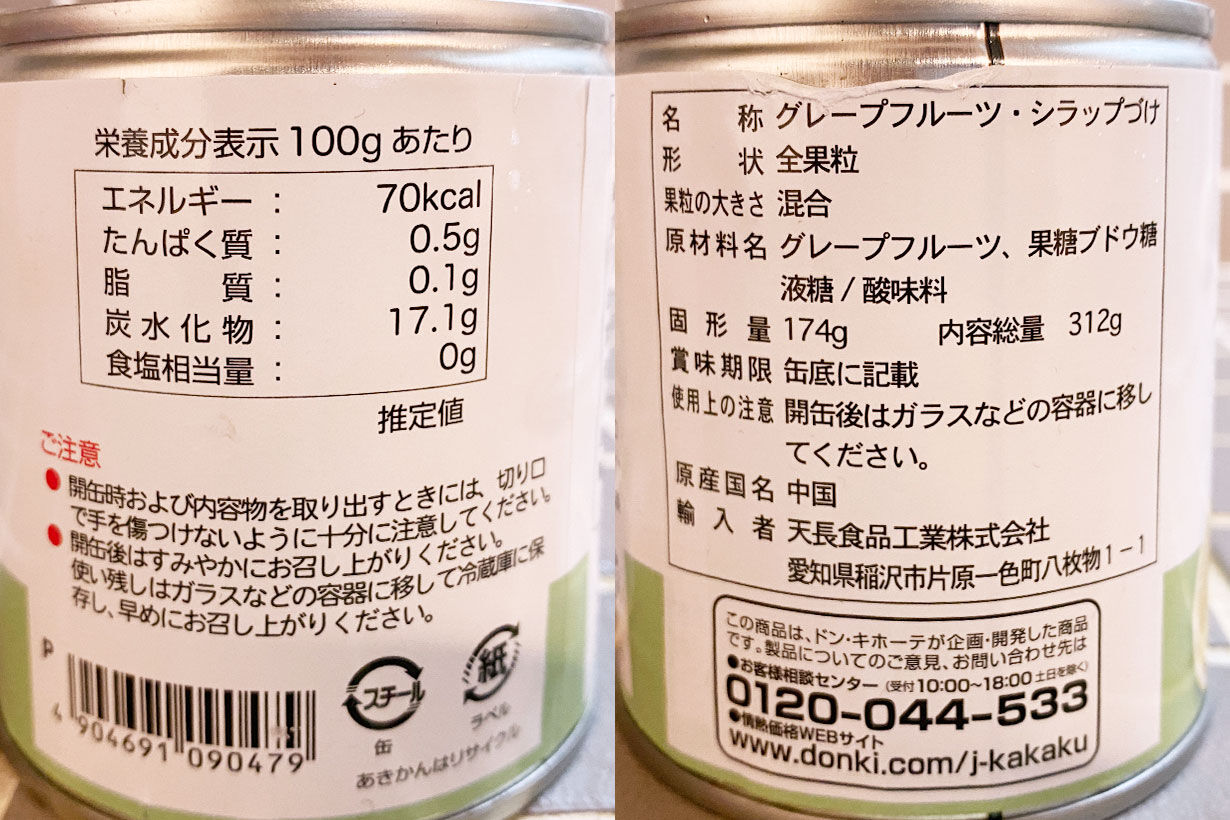 栄養成分表示 100g あたり
エネルギー : 70kcal
たんぱく質 : 0.5g
脂質 : 0.1g
炭水化物 : 17.1g
食塩相当量 : 0g
推定値
ご注意
●開缶時および内容物を取り出すときには、切り口
で手を傷つけないように十分に注意してください。
●開缶後はすみやかにお召し上がりください。
使い残しはガラスなどの容器に移して冷蔵庫に保
存し、早めにお召し上がりください。
P
4 904691 090479
スチール
缶
紙
ラベル
あきかんはリサイクル
名称 グレープフルーツ・シラップづけ
形状 全果粒
果粒の大きさ 混合
原材料名 グレープフルーツ、果糖ブドウ糖
液糖 / 酸味料
固形量 174g 内容総量 312g
賞味期限 缶底に記載
使用上の注意 開缶後はガラスなどの容器に移し
てください。
原産国名 中国
輸入者 天長食品工業株式会社
愛知県稲沢市片原一色町八枚物1－1
この商品は、ドン・キホーテが企画・開発した商品
です。製品についてのご意見、お問い合わせ先は
●お客様相談センター (受付10:00~18:00 土日を除く)
0120-044-533
●情熱価格WEBサイト
www.donki.com/j-kakaku